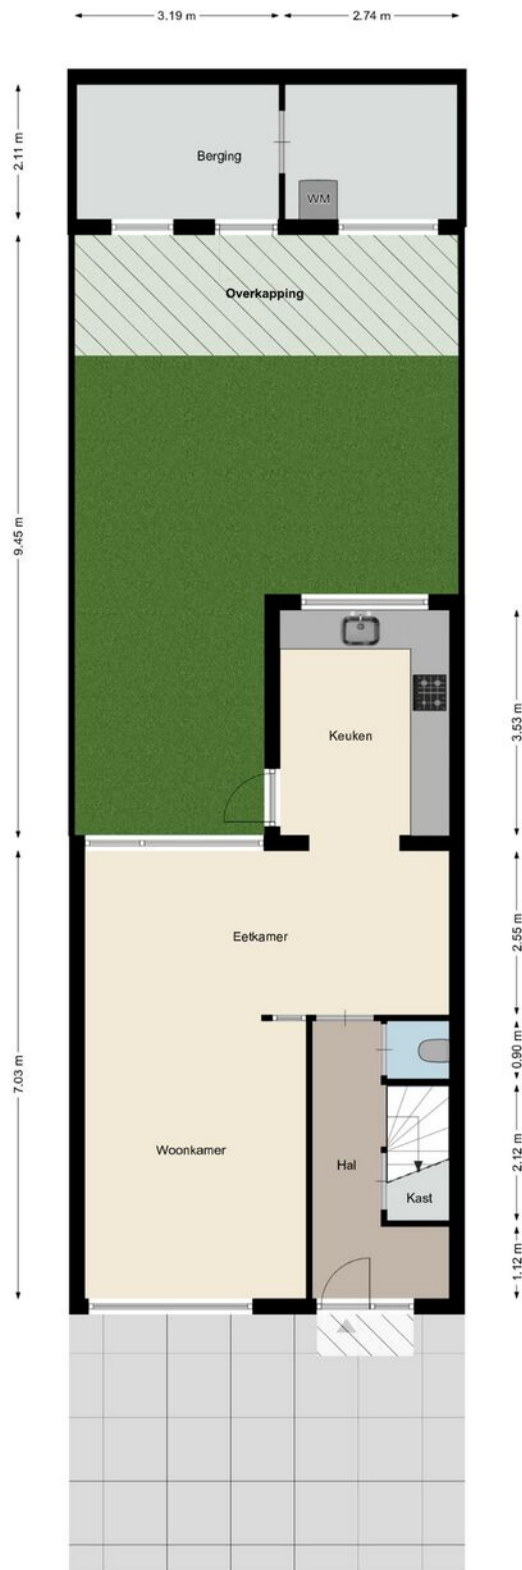 3.19 m
2.74 m
2.11 m
Berging
WM
Overkapping
9.45 m
3.53 m
Keuken
2.55 m
Eetkamer
0.90 m
7.03 m
2.12 m
Woonkamer
Hal
Kast
1.12 m